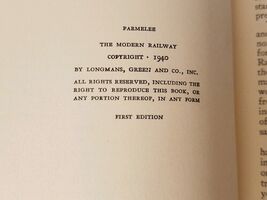 PARMELEE
THE MODERN RAILWAY
COPYRIGHT · 1940
BY LONGMANS, GREEN AND CO., INC.
ALL RIGHTS RESERVED, INCLUDING THE
RIGHT TO REPRODUCE THIS BOOK, OR
ANY PORTION THEREOF, IN ANY FORM
FIRST EDITION